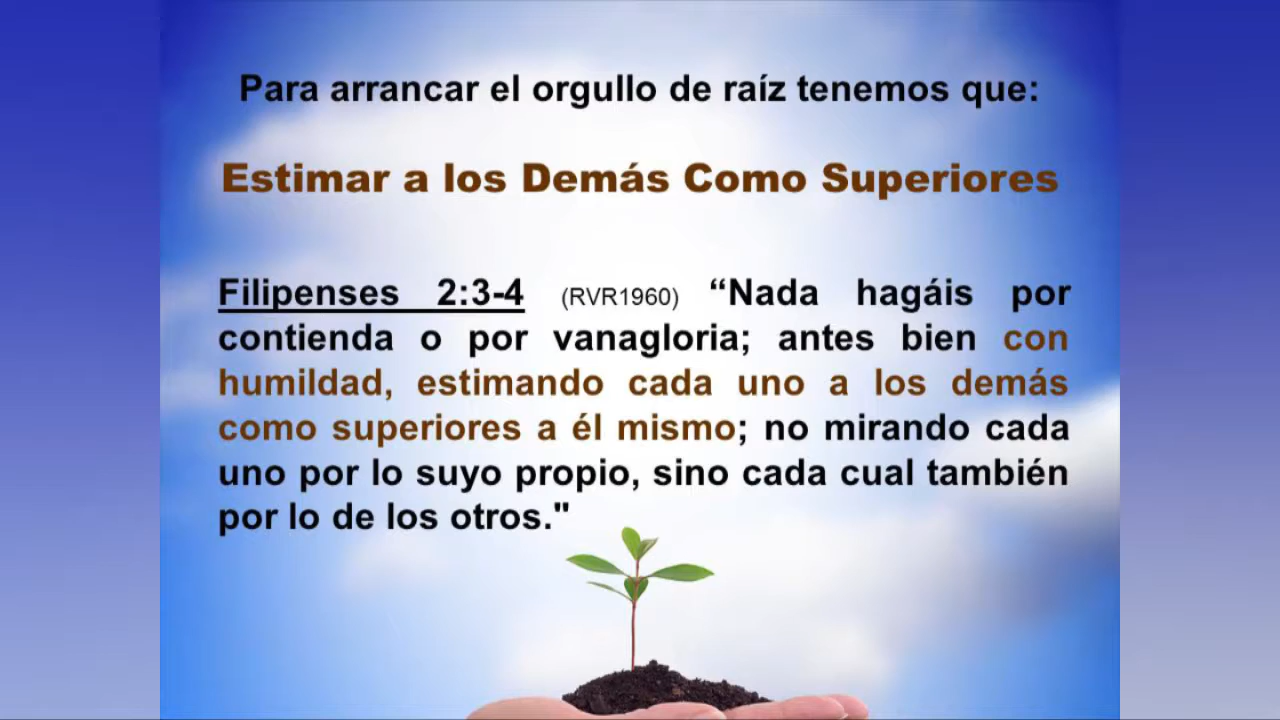 Para arrancar el orgullo de raíz tenemos que:
Estimar a los Demás Como Superiores
Filipenses 2:3-4 (RVR1960) “Nada hagáis por
contienda o por vanagloria; antes bien con
humildad, estimando cada uno a los demás
como superiores a él mismo; no mirando cada
uno por lo suyo propio, sino cada cual también
por lo de los otros."